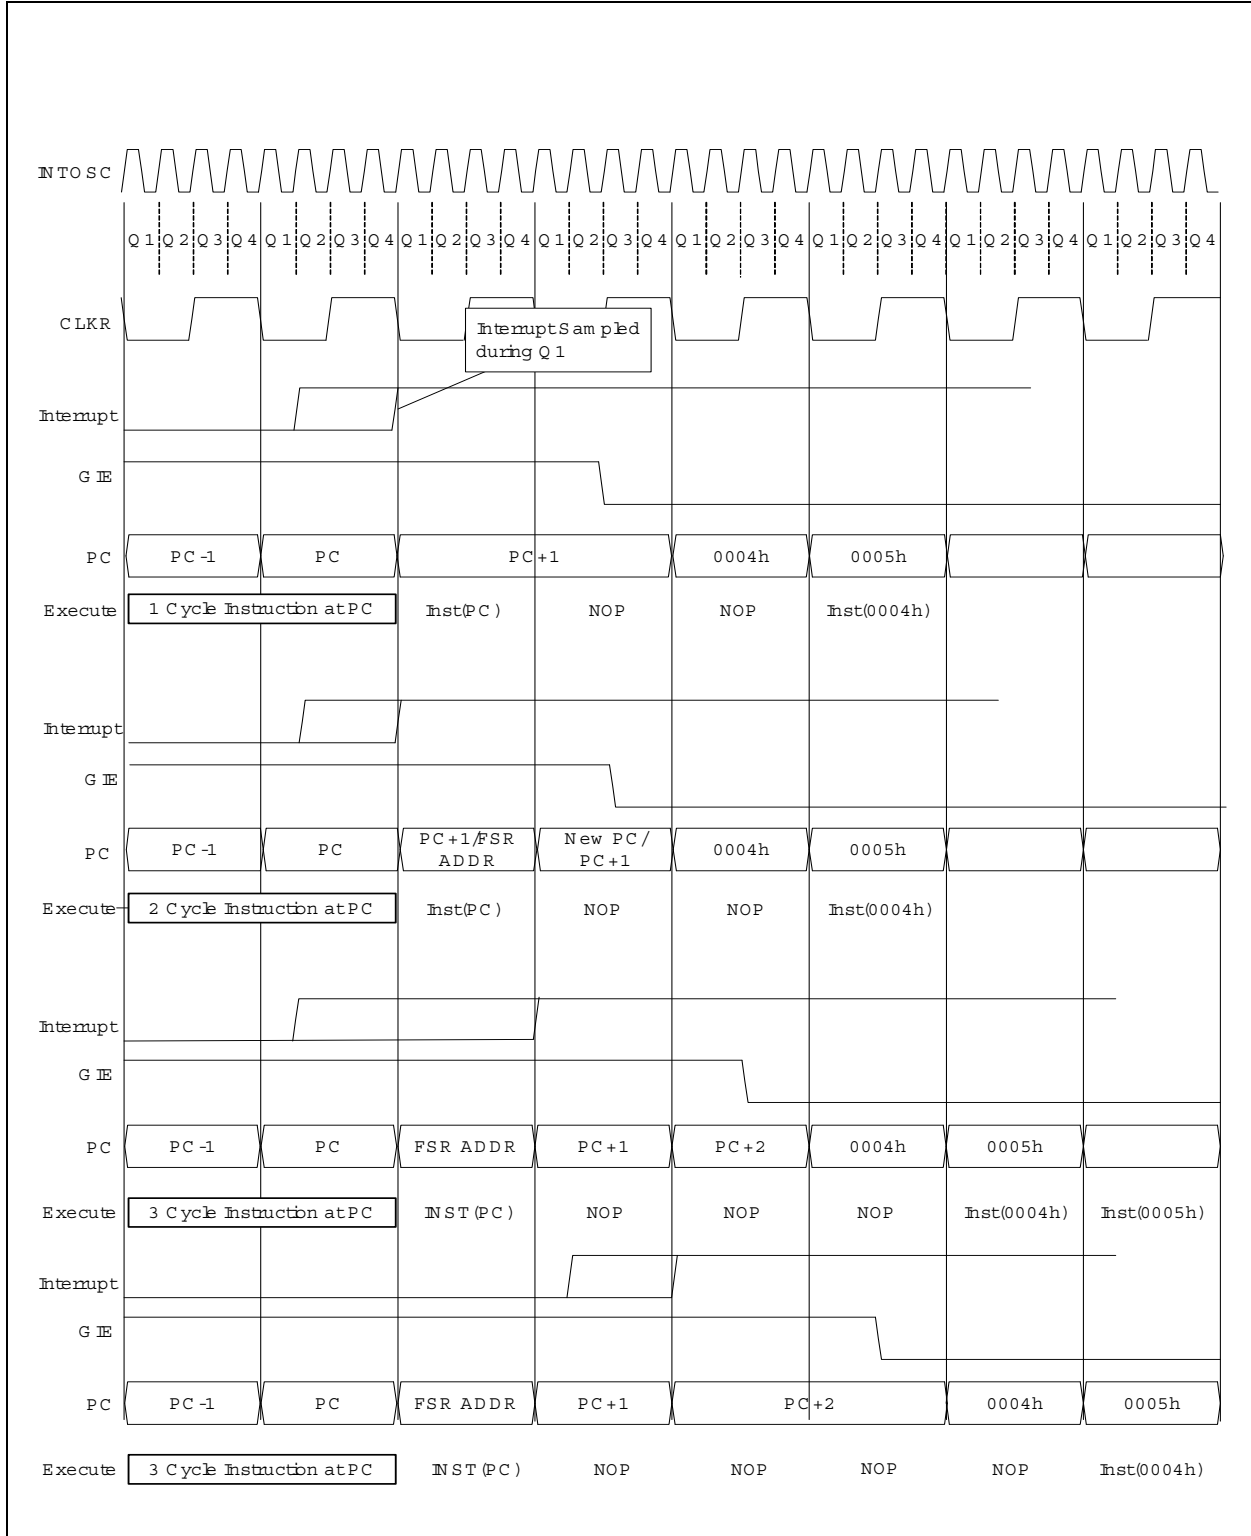 INTOSC
Q1 Q2 Q3 Q4 Q1 Q2 Q3 Q4 Q1 Q2 Q3 Q4 Q1 Q2 Q3 Q4 Q1 Q2 Q3 Q4 Q1 Q2 Q3 Q4 Q1 Q2 Q3 Q4 Q1 Q2 Q3 Q4
CLKR
Interrupt Sampled
during Q1
Interrupt
GIE
PC PC-1 PC PC+1 0004h 0005h
Execute 1 Cycle Instruction at PC Inst(PC) NOP NOP Inst(0004h)
Interrupt
GIE
PC PC-1 PC PC+1/FSR ADDR New PC/ PC+1 0004h 0005h
Execute 2 Cycle Instruction at PC Inst(PC) NOP NOP Inst(0004h)
Interrupt
GIE
PC PC-1 PC FSR ADDR PC+1 PC+2 0004h 0005h
Execute 3 Cycle Instruction at PC INST(PC) NOP NOP NOP Inst(0004h) Inst(0005h)
Interrupt
GIE
PC PC-1 PC FSR ADDR PC+1 PC+2 0004h 0005h
Execute 3 Cycle Instruction at PC INST(PC) NOP NOP NOP NOP Inst(0004h)